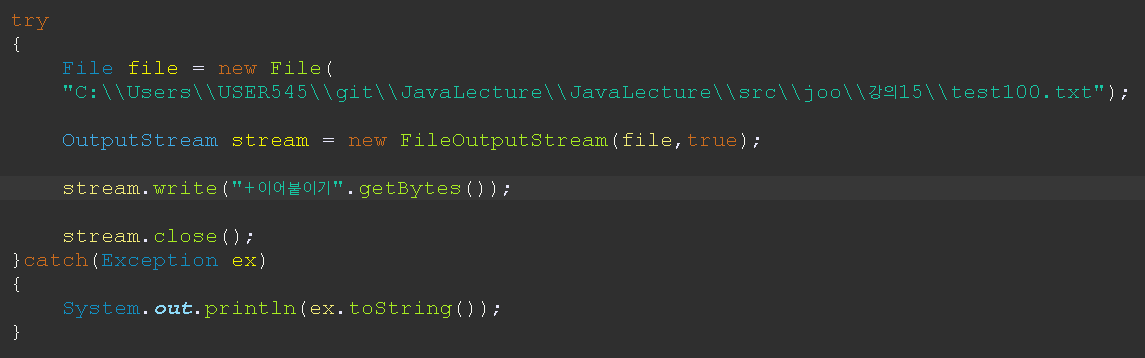 try
{
File file = new File(
"C:\\Users\\USER545\\git\\JavaLecture\\JavaLecture\\src\\joo\\강의15\\test100.txt");
OutputStream stream = new FileOutputStream(file,true);
stream.write("+이어붙이기".getBytes());
stream.close();
}catch(Exception ex)
{
System.out.println(ex.toString());
}